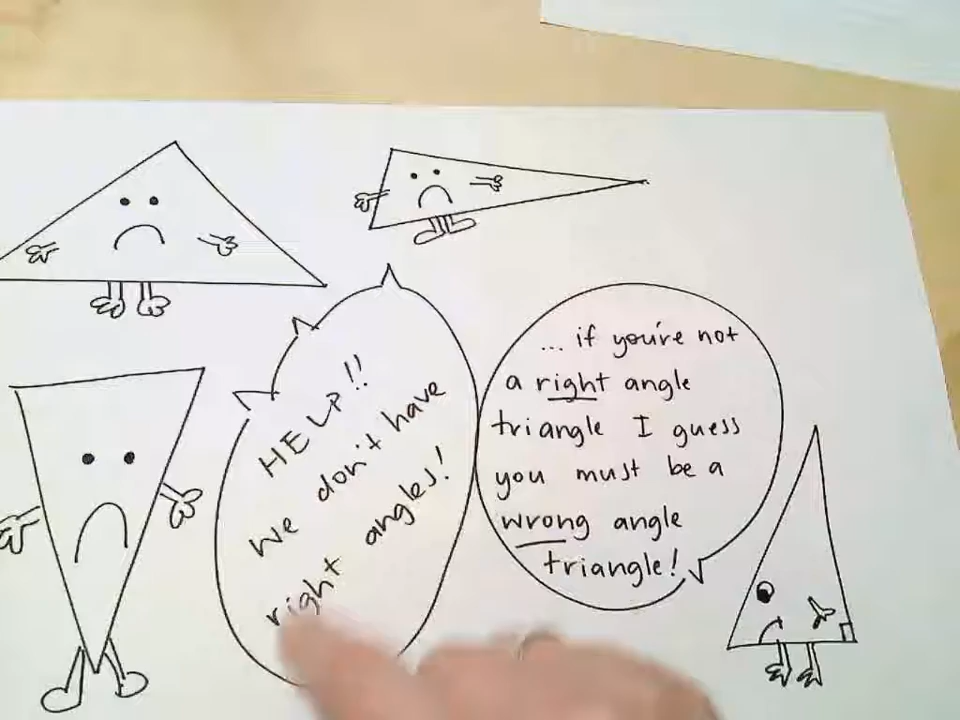 HELP!!
We don't have
right angles!
... if you're not
a right angle
triangle I guess
you must be a
wrong angle
triangle!